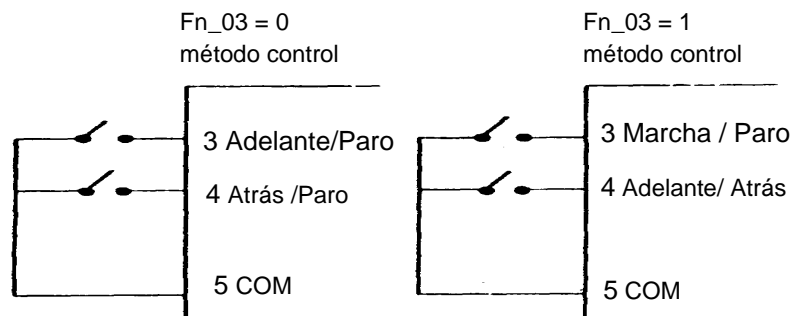 Fn_03 = 0
método control
3 Adelante/Paro
4 Atrás /Paro
5 COM
Fn_03 = 1
método control
3 Marcha / Paro
4 Adelante/ Atrás
5 COM